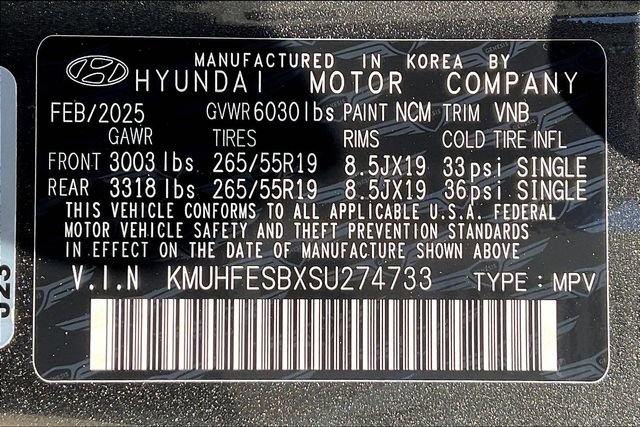 MANUFACTURED IN KOREA BY
HYUNDAI MOTOR COMPANY
FEB/2025 GVWR 6030 lbs PAINT NCM TRIM VNB
GAWR TIRES RIMS COLD TIRE INFL
FRONT 3003 lbs 265/55R19 8.5JX19 33 psi SINGLE
REAR 3318 lbs 265/55R19 8.5JX19 36 psi SINGLE
THIS VEHICLE CONFORMS TO ALL APPLICABLE U.S.A. FEDERAL
MOTOR VEHICLE SAFETY AND THEFT PREVENTION STANDARDS
IN EFFECT ON THE DATE OF MANUFACTURE SHOWN ABOVE.
V.I.N KMUHFESBXSU274733 TYPE : MPV